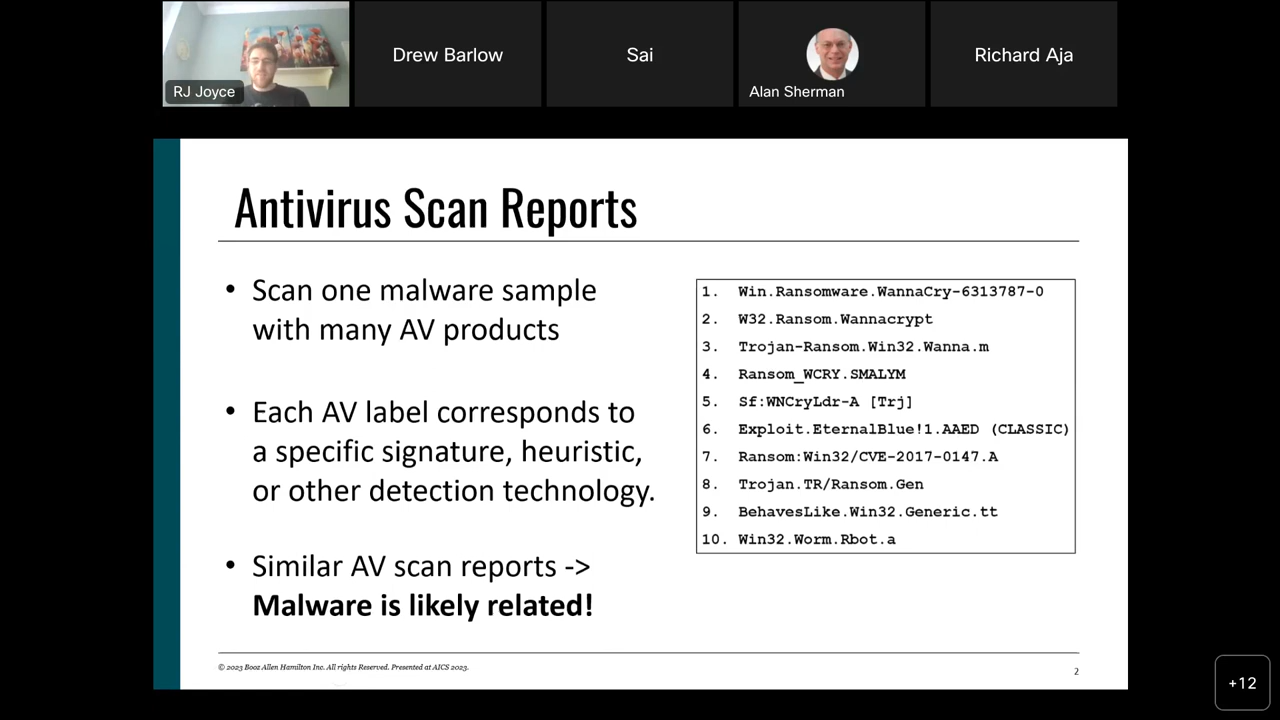 RJ Joyce
Drew Barlow
Sai
Alan Sherman
Richard Aja
Antivirus Scan Reports
• Scan one malware sample
with many AV products
• Each AV label corresponds to
a specific signature, heuristic,
or other detection technology.
• Similar AV scan reports ->
Malware is likely related!
1. Win.Ransomware.WannaCry-6313787-0
2. W32.Ransom.Wannacrypt
3. Trojan-Ransom.Win32.Wanna.m
4. Ransom_WCRY.SMALYM
5. Sf:WNCryLdr-A [Trj]
6. Exploit.EternalBlue!1.AAED (CLASSIC)
7. Ransom:Win32/CVE-2017-0147.A
8. Trojan.TR/Ransom.Gen
9. BehavesLike.Win32.Generic.tt
10. Win32.Worm.Rbot.a
© 2023 Booz Allen Hamilton Inc. All rights Reserved. Presented at AICS 2023.
2
+12